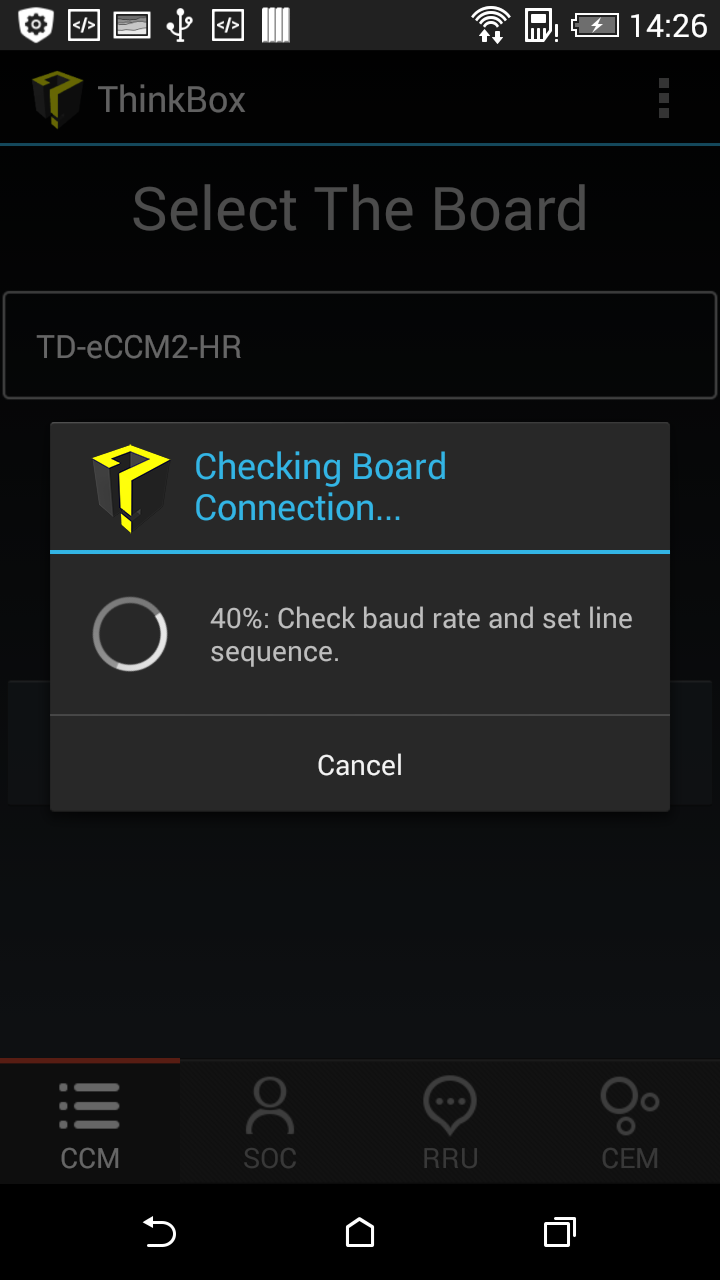 14:26
ThinkBox
Select The Board
TD-eCCM2-HR
Checking Board
Connection...
40%: Check baud rate and set line
sequence.
Cancel
CCM
SOC
RRU
CEM